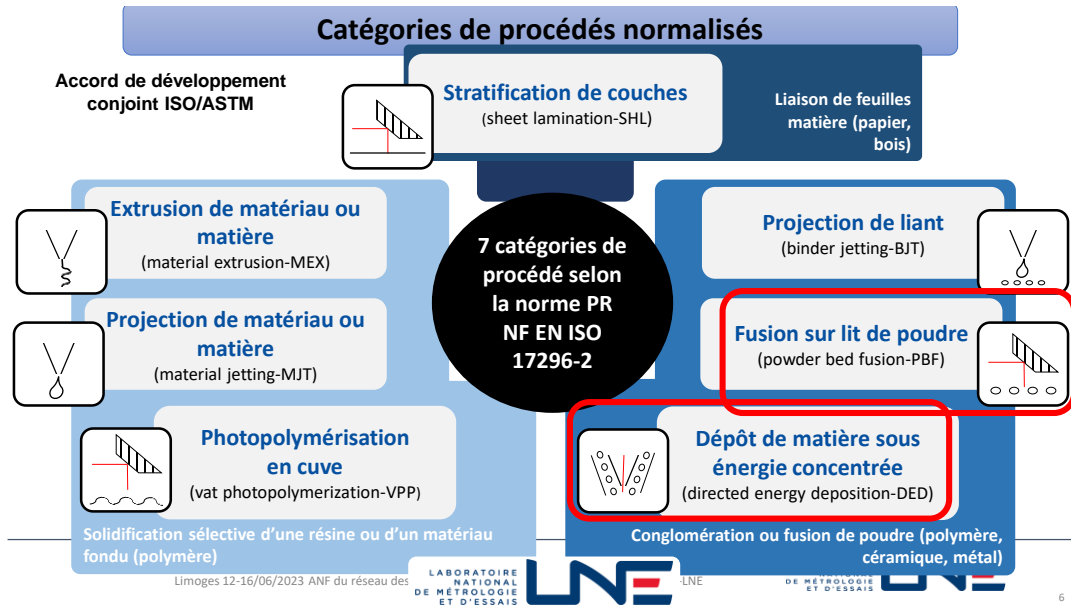 Catégories de procédés normalisés
Accord de développement
conjoint ISO/ASTM
Stratification de couches
(sheet lamination-SHL)
Liaison de feuilles
matière (papier,
bois)
Extrusion de matériau ou
matière
(material extrusion-MEX)
Projection de matériau ou
matière
(material jetting-MJT)
Photopolymérisation
en cuve
(vat photopolymerization-VPP)
Solidification sélective d'une résine ou d'un matériau
fondu (polymère)
7 catégories de
procédé selon
la norme PR
NF EN ISO
17296-2
Projection de liant
(binder jetting-BJT)
Fusion sur lit de poudre
(powder bed fusion-PBF)
Dépôt de matière sous
énergie concentrée
(directed energy deposition-DED)
Conglomération ou fusion de poudre (polymère,
céramique, métal)
Limoges 12-16/06/2023 ANF du réseau des
-LNE
LABORATOIRE
NATIONAL
DE MÉTROLOGIE
ET D'ESSAIS
LNE
DE MÉTROLOGIE
ET D'ESSAIS
6